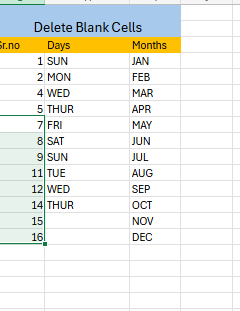 Delete Blank Cells
Sr.no Days Months
1 SUN JAN
2 MON FEB
4 WED MAR
5 THUR APR
7 FRI MAY
8 SAT JUN
9 SUN JUL
11 TUE AUG
12 WED SEP
14 THUR OCT
15 NOV
16 DEC